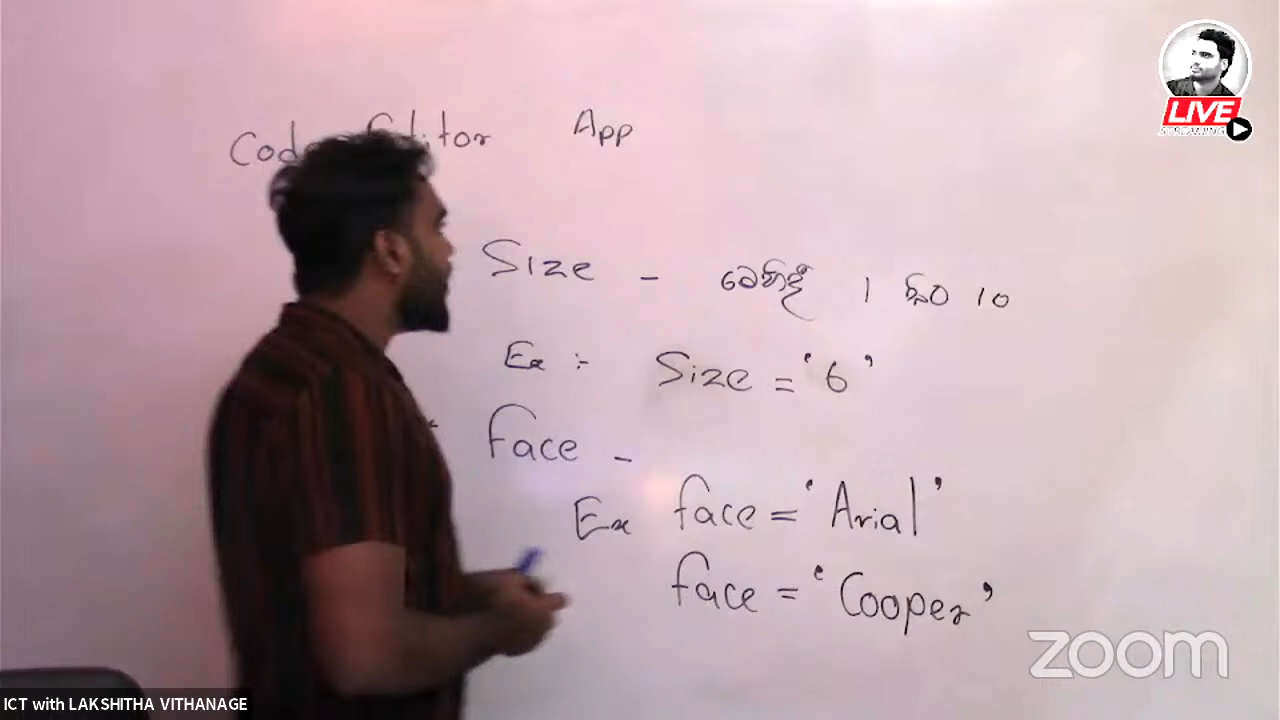 Code Editor App
Size - 1 සිට 10
Ex :- Size = '6'
face -
Ex face = 'Arial'
face = 'Cooper'
LIVE
STREAMING
zoom
ICT with LAKSHITHA VITHANAGE